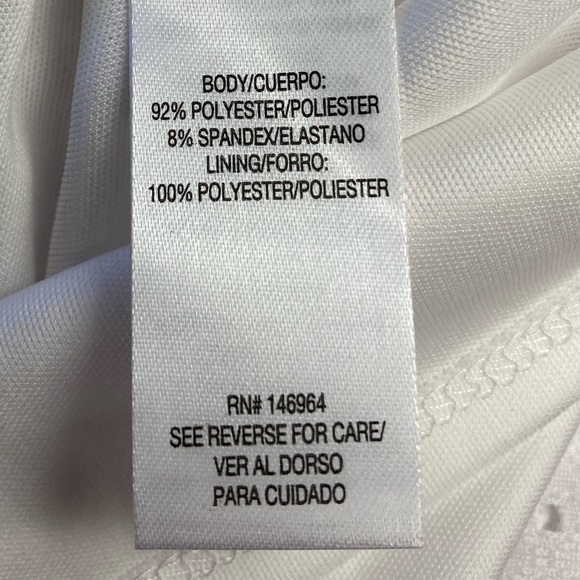 BODY/CUERPO:
92% POLYESTER/POLIESTER
8% SPANDEX/ELASTANO
LINING/FORRO:
100% POLYESTER/POLIESTER
RN# 146964
SEE REVERSE FOR CARE/
VER AL DORSO
PARA CUIDADO